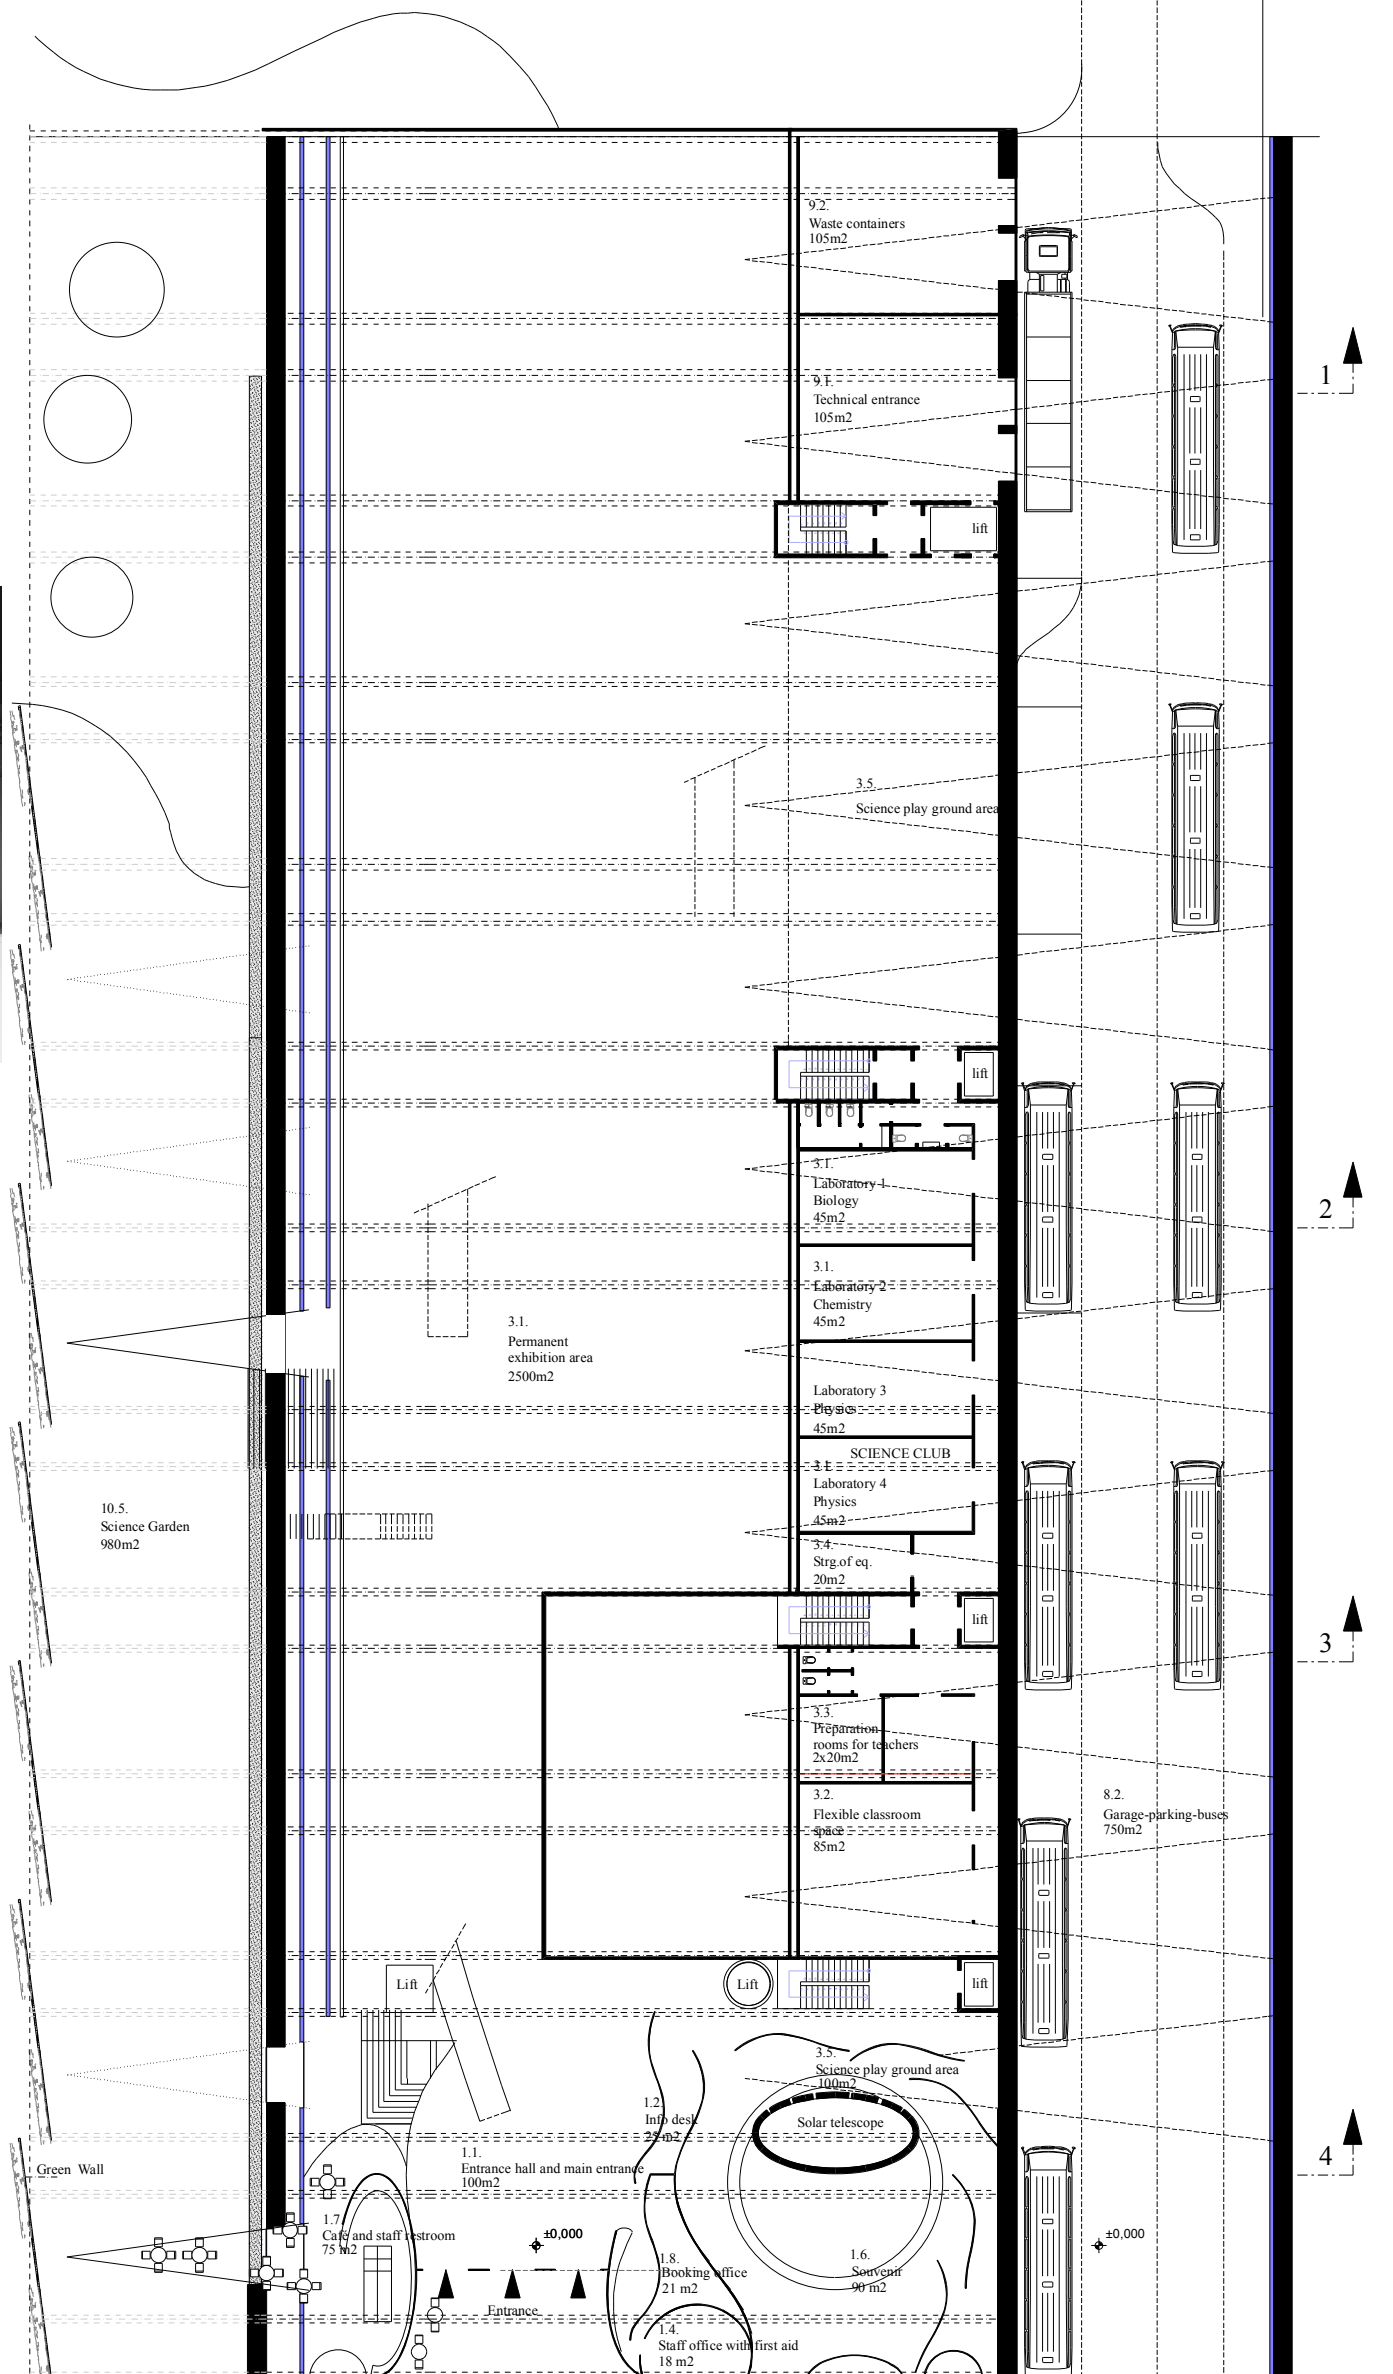 9.2.
Waste containers
105m2
1
9.1.
Technical entrance
105m2
lift
3.5.
Science play ground area
lift
3.1.
Laboratory 1
Biology
45m2
2
3.1.
Laboratory 2
Chemistry
45m2
3.1.
Permanent
exhibition area
2500m2
Laboratory 3
Physics
45m2
SCIENCE CLUB
3.1.
Laboratory 4
Physics
45m2
10.5.
Science Garden
980m2
3.4.
Strg.of eq.
20m2
lift
3
3.3.
Preparation
rooms for teachers
2x20m2
3.2.
Flexible classroom
space
85m2
8.2.
Garage-parking-buses
750m2
Lift
Lift
lift
3.5.
Science play ground area
100m2
Solar telescope
1.2.
Info desk
25 m2
1.1.
Entrance hall and main entrance
100m2
4
Green Wall
1.7.
Café and staff restroom
75 m2
±0,000
±0,000
1.8.
Booking office
21 m2
1.6.
Souvenir
90 m2
Entrance
1.4.
Staff office with first aid
18 m2